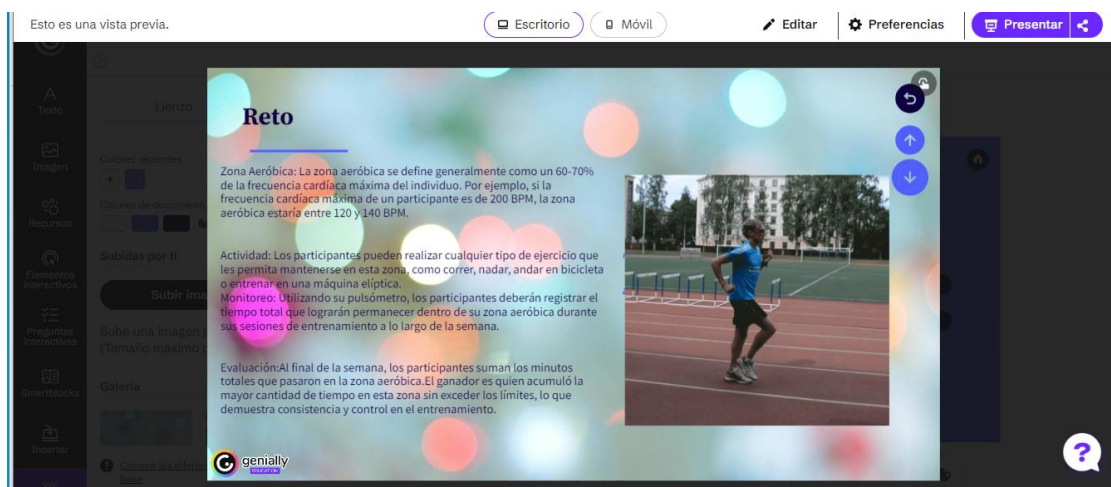 Esto es una vista previa.
Escritorio
Móvil
Editar
Preferencias
Presentar
Texto
Imagen
Recursos
Elementos
Interactivos
Preguntas
Interactivas
Smartblocks
Insertar
Lienzo
Colores recientes
Subidas por ti
Galería
Reto
Zona Aeróbica: La zona aeróbica se define generalmente como un 60-70%
de la frecuencia cardíaca máxima del individuo. Por ejemplo, si la
frecuencia cardíaca máxima de un participante es de 200 BPM, la zona
aeróbica estaría entre 120 y 140 BPM.
Actividad: Los participantes pueden realizar cualquier tipo de ejercicio que
les permita mantenerse en esta zona, como correr, nadar, andar en bicicleta
o entrenar en una máquina elíptica.
Monitoreo: Utilizando su pulsómetro, los participantes deberán registrar el
tiempo total que lograrán permanecer dentro de su zona aeróbica durante
sus sesiones de entrenamiento a lo largo de la semana.
Evaluación:Al final de la semana, los participantes suman los minutos
totales que pasaron en la zona aeróbica.El ganador es quien acumuló la
mayor cantidad de tiempo en esta zona sin exceder los límites, lo que
demuestra consistencia y control en el entrenamiento.
genially
EDUCATION
?